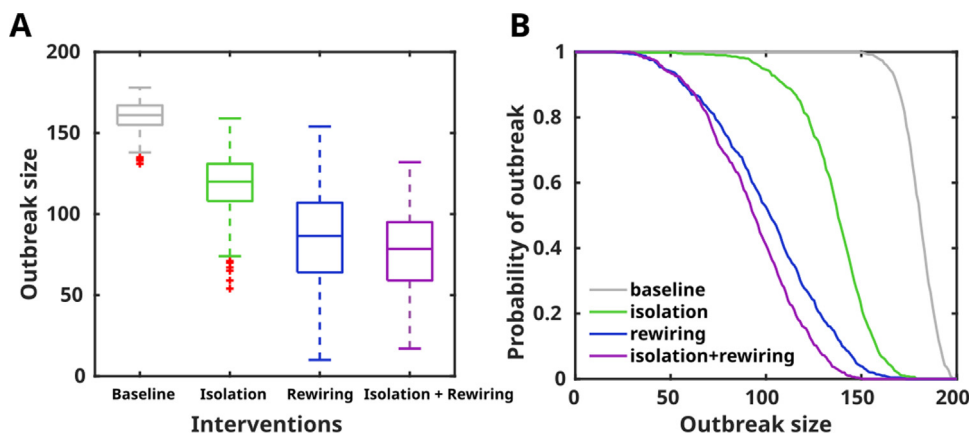 A
200
150
100
50
0
Outbreak size
Baseline
Isolation
Rewiring
Isolation + Rewiring
Interventions
B
1
0.8
0.6
0.4
0.2
0
Probability of outbreak
baseline
isolation
rewiring
isolation+rewiring
0
50
100
150
200
Outbreak size